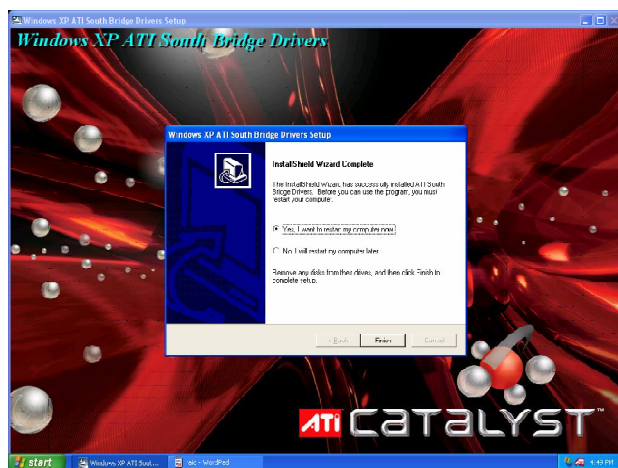 Windows XP ATI South Bridge Drivers Setup
Windows XP ATI South Bridge Drivers
Windows XP ATI South Bridge Drivers Setup
InstallShield Wizard Complete
The InstallShield Wizard has successfully installed ATI South
Bridge Drivers. Before you can use the program, you must
restart your computer.
Yes, I want to restart my computer now.
No, I will restart my computer later.
Remove any disks from their drives, and then click Finish to
complete setup.
< Back
Finish
Cancel
ATI CATALYST™
start
Windows XP ATI Sout...
- WordPad
4:49 PM